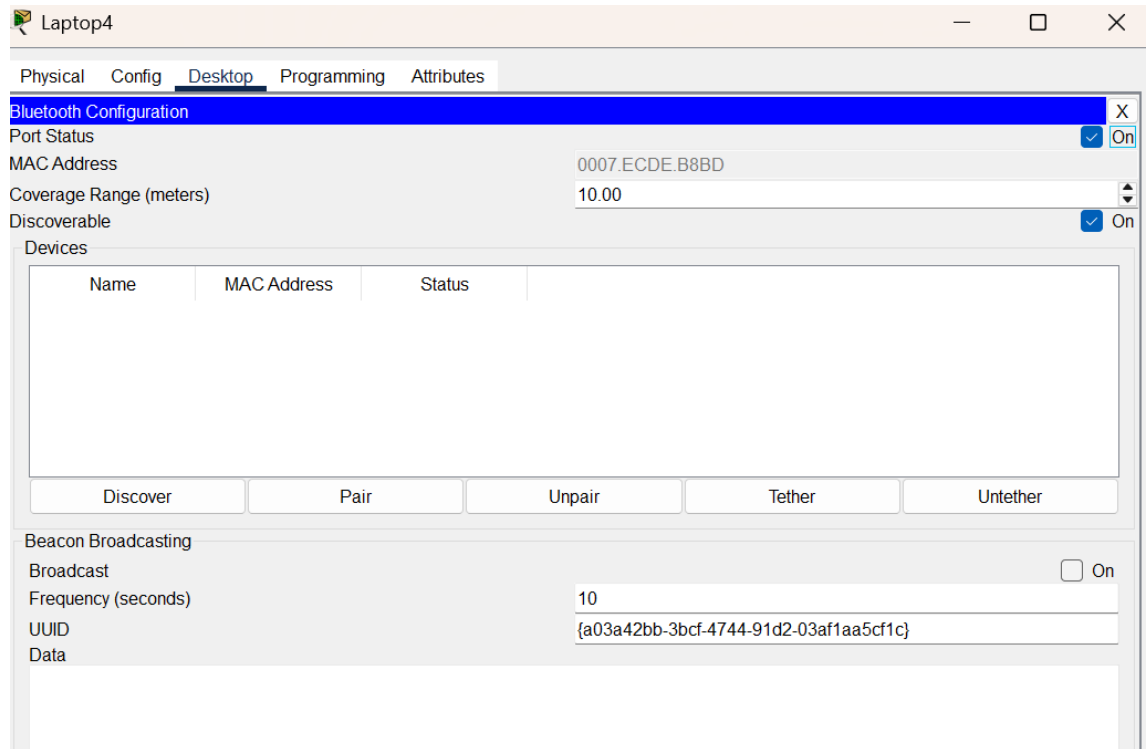 Laptop4
Physical Config Desktop Programming Attributes
Bluetooth Configuration X
Port Status On
MAC Address 0007.ECDE.B8BD
Coverage Range (meters) 10.00
Discoverable On
Devices
Name MAC Address Status
Discover Pair Unpair Tether Untether
Beacon Broadcasting
Broadcast On
Frequency (seconds) 10
UUID {a03a42bb-3bcf-4744-91d2-03af1aa5cf1c}
Data